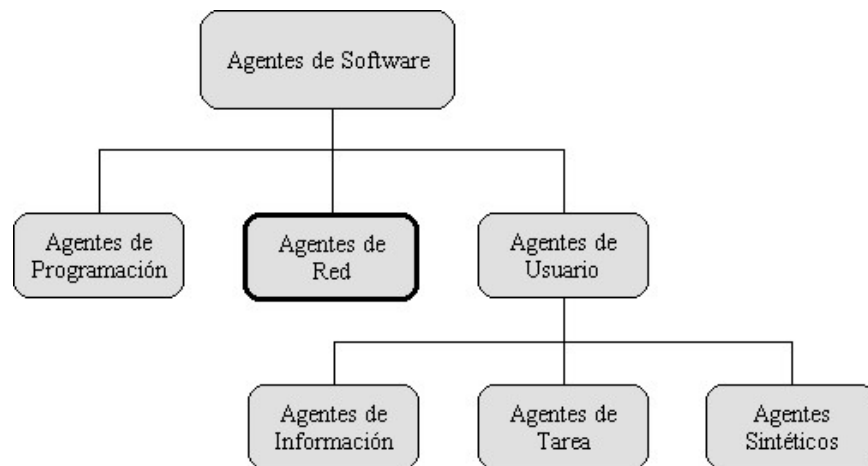 Agentes de Software
Agentes de
Programación
Agentes de
Red
Agentes de
Usuario
Agentes de
Información
Agentes de
Tarea
Agentes
Sintéticos